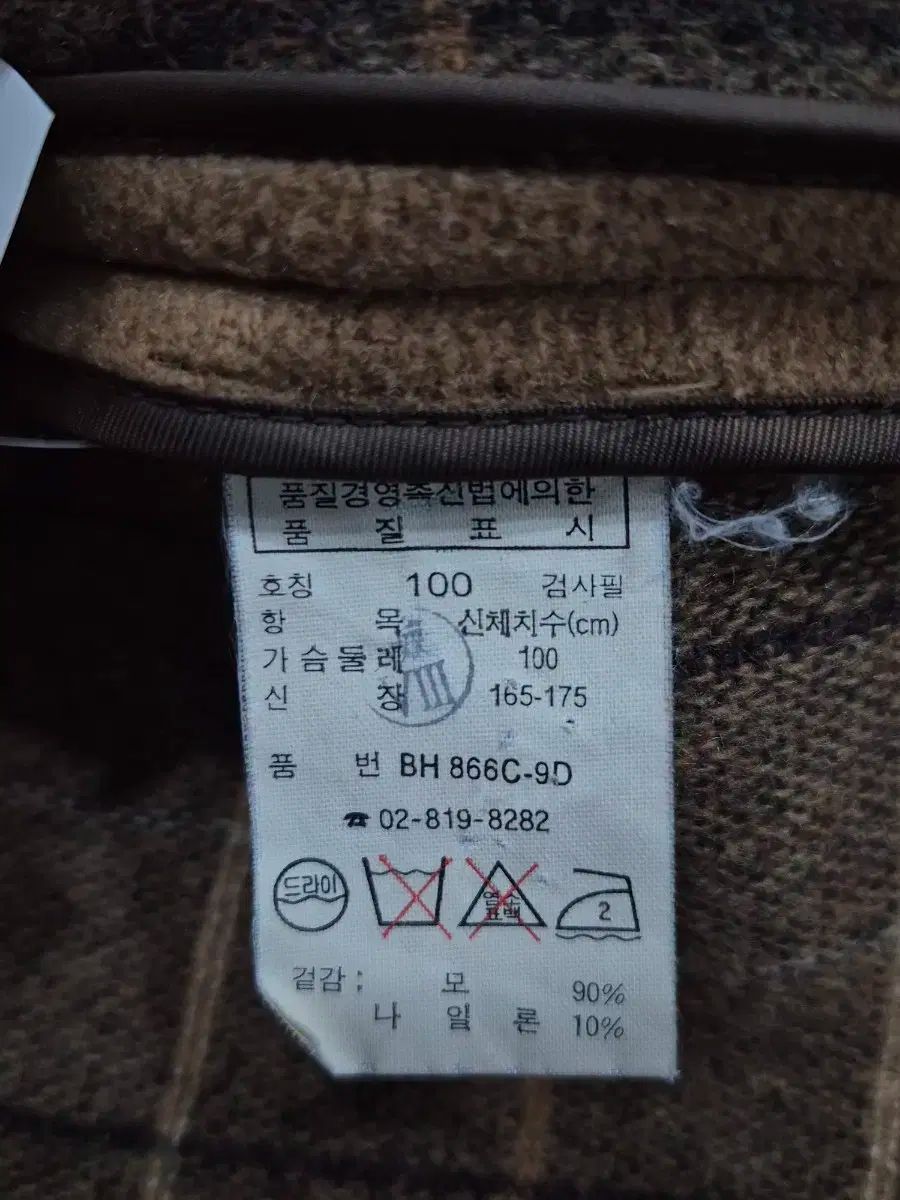 품질경영촉진법에의한
품 질 표 시
호칭 100 검사필
항 목 신체치수(cm)
가슴둘레 100
신 장 165-175
품 번 BH 866C-9D
☎ 02-819-8282
드라이 염소표백 2
겉감 : 모 90%
나 일 론 10%